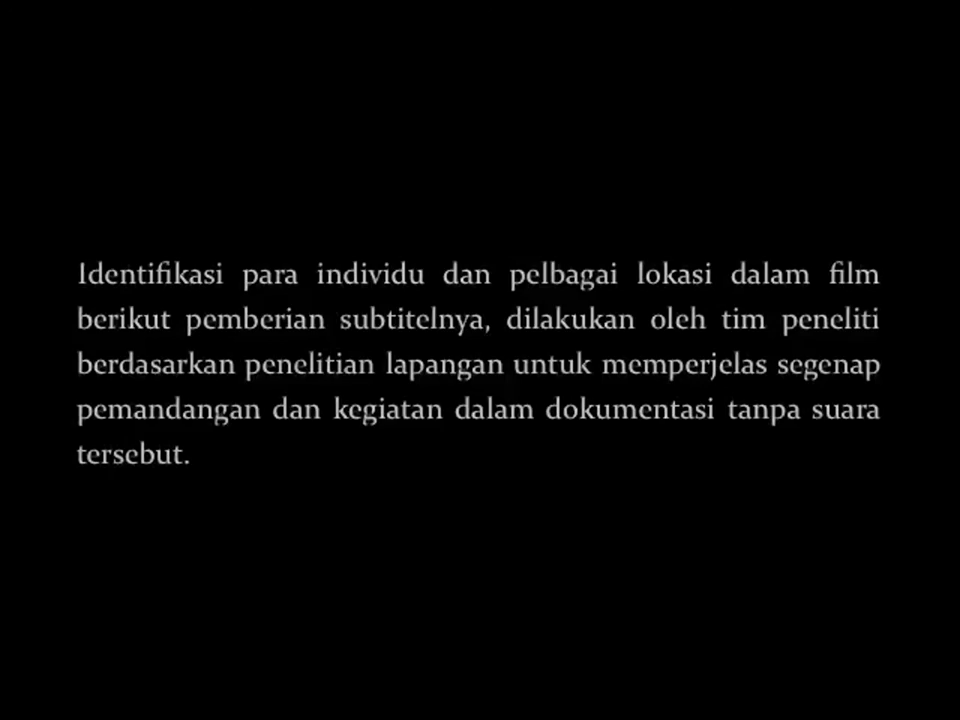 Identifikasi para individu dan pelbagai lokasi dalam film
berikut pemberian subtitelnya, dilakukan oleh tim peneliti
berdasarkan penelitian lapangan untuk memperjelas segenap
pemandangan dan kegiatan dalam dokumentasi tanpa suara
tersebut.